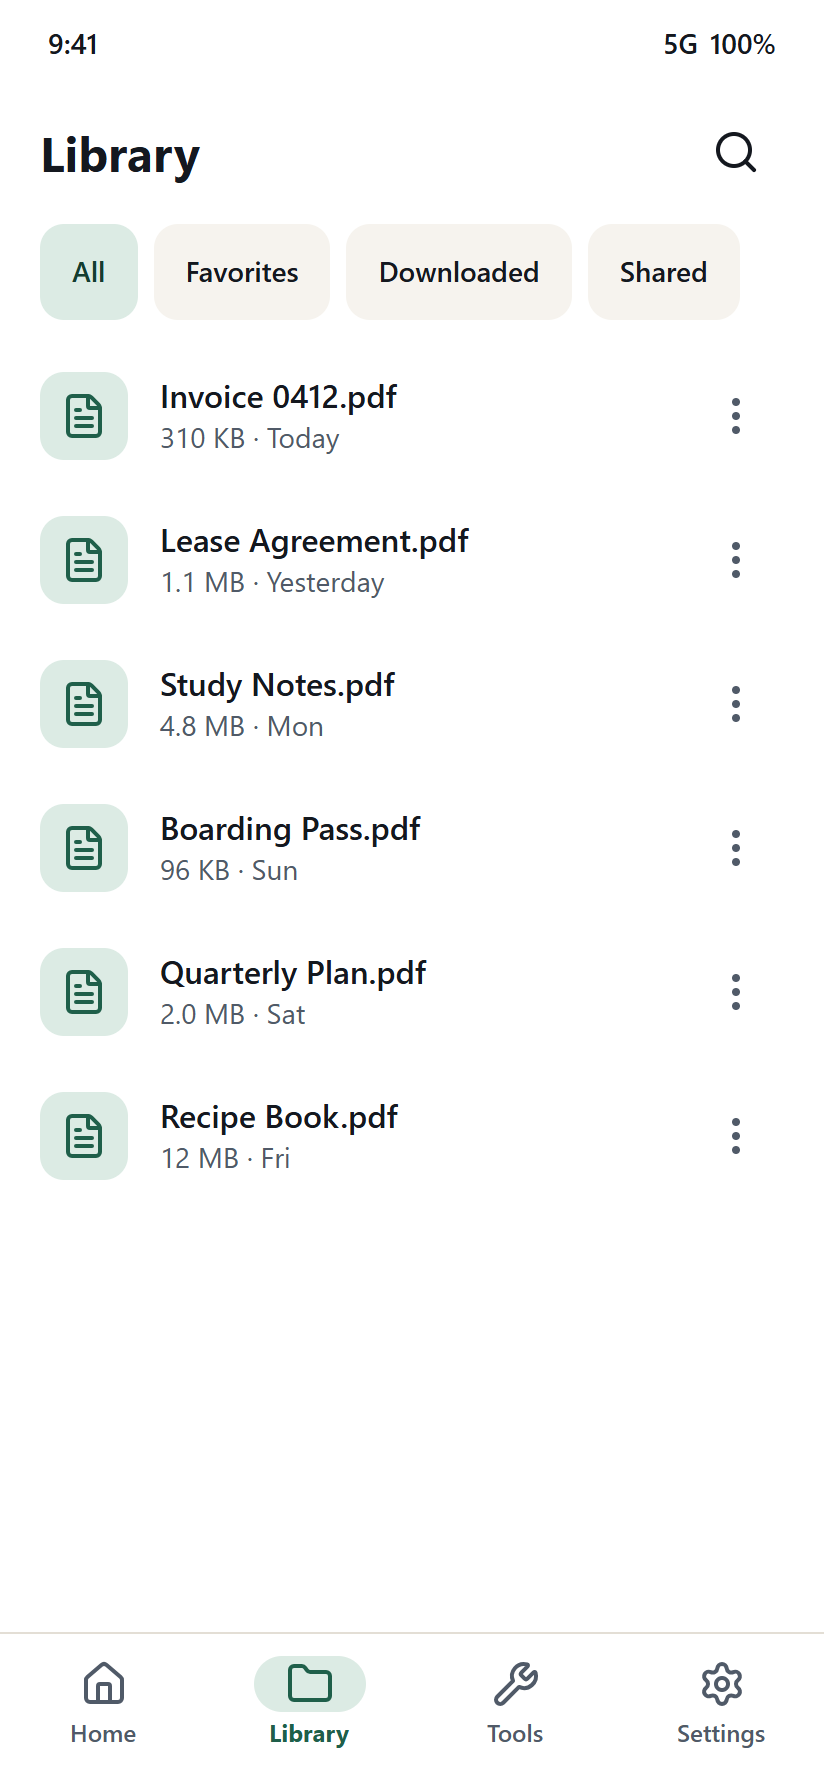 9:41
5G 100%
Library
All
Favorites
Downloaded
Shared
Invoice 0412.pdf
310 KB · Today
Lease Agreement.pdf
1.1 MB · Yesterday
Study Notes.pdf
4.8 MB · Mon
Boarding Pass.pdf
96 KB · Sun
Quarterly Plan.pdf
2.0 MB · Sat
Recipe Book.pdf
12 MB · Fri
Home
Library
Tools
Settings